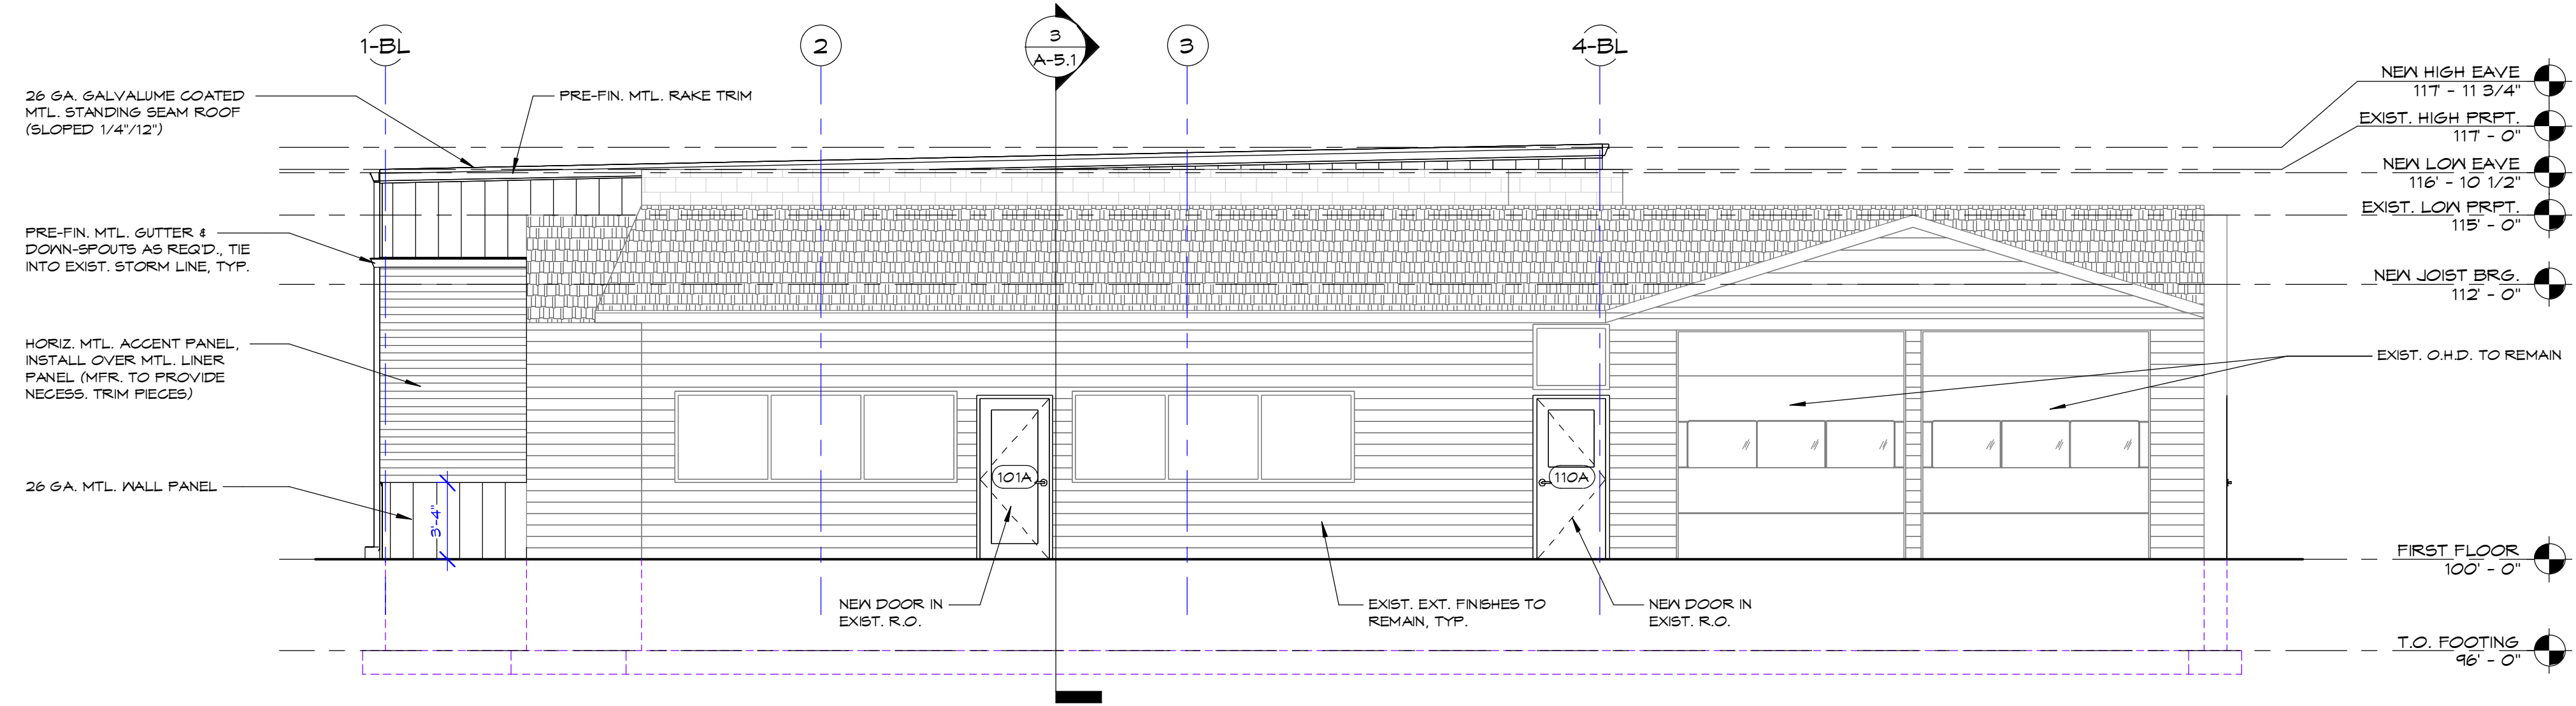 1-BL
2
3
A-5.1
3
4-BL
26 GA. GALVALUME COATED
MTL. STANDING SEAM ROOF
(SLOPED 1/4"/12")
PRE-FIN. MTL. RAKE TRIM
PRE-FIN. MTL. GUTTER &
DOWN-SPOUTS AS REQ'D., TIE
INTO EXIST. STORM LINE, TYP.
HORIZ. MTL. ACCENT PANEL,
INSTALL OVER MTL. LINER
PANEL (MFR. TO PROVIDE
NECESS. TRIM PIECES)
26 GA. MTL. WALL PANEL
3'-4"
101A
110A
NEW DOOR IN
EXIST. R.O.
EXIST. EXT. FINISHES TO
REMAIN, TYP.
NEW DOOR IN
EXIST. R.O.
NEW HIGH EAVE
117' - 11 3/4"
EXIST. HIGH PRPT.
117' - 0"
NEW LOW EAVE
116' - 10 1/2"
EXIST. LOW PRPT.
115' - 0"
NEW JOIST BRG.
112' - 0"
EXIST. O.H.D. TO REMAIN
FIRST FLOOR
100' - 0"
T.O. FOOTING
96' - 0"